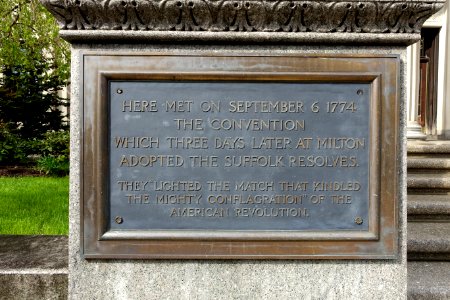 HERE MET ON SEPTEMBER 6 1774
THE CONVENTION
WHICH THREE DAYS LATER AT MILTON
ADOPTED THE SUFFOLK RESOLVES.
THEY "LIGHTED THE MATCH THAT KINDLED
THE MIGHTY CONFLAGRATION" OF THE
AMERICAN REVOLUTION.